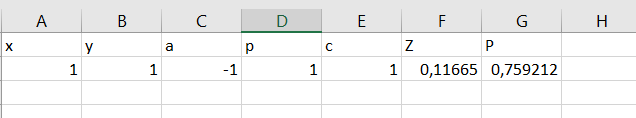 A B C D E F G H
x y a p c Z P
1 1 -1 1 1 0,11665 0,759212